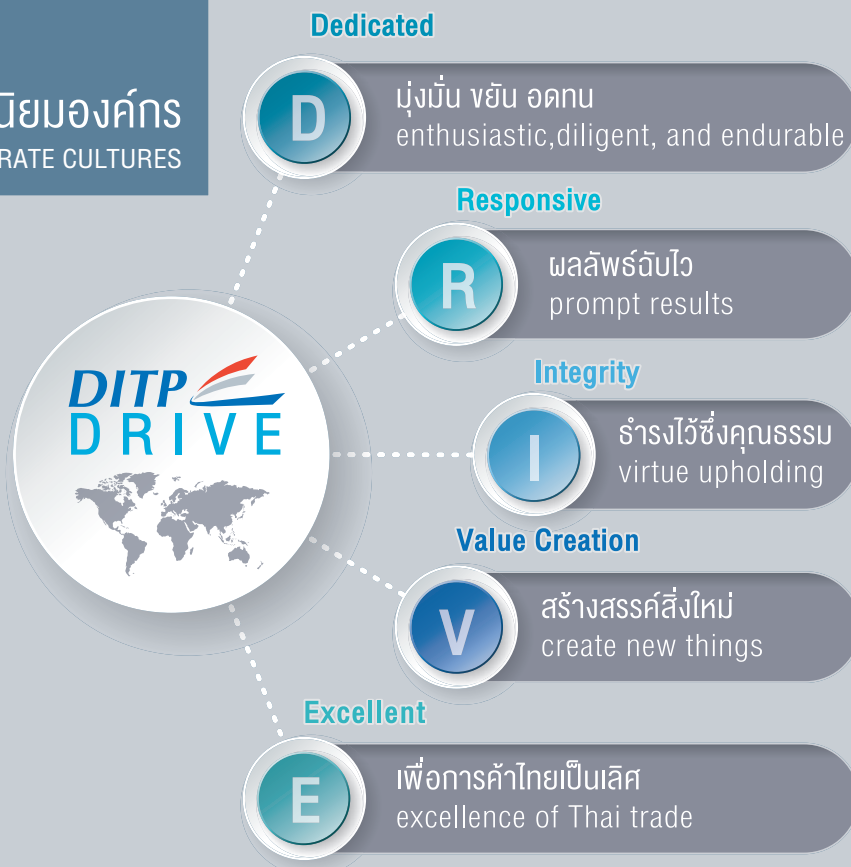 นิยมองค์กร
RATE CULTURES
Dedicated
D
มุ่งมั่น ขยัน อดทน
enthusiastic,diligent, and endurable
Responsive
R
ผลลัพธ์ฉับไว
prompt results
DITP
DRIVE
Integrity
I
ธำรงไว้ซึ่งคุณธรรม
virtue upholding
Value Creation
V
สร้างสรรค์สิ่งใหม่
create new things
Excellent
E
เพื่อการค้าไทยเป็นเลิศ
excellence of Thai trade